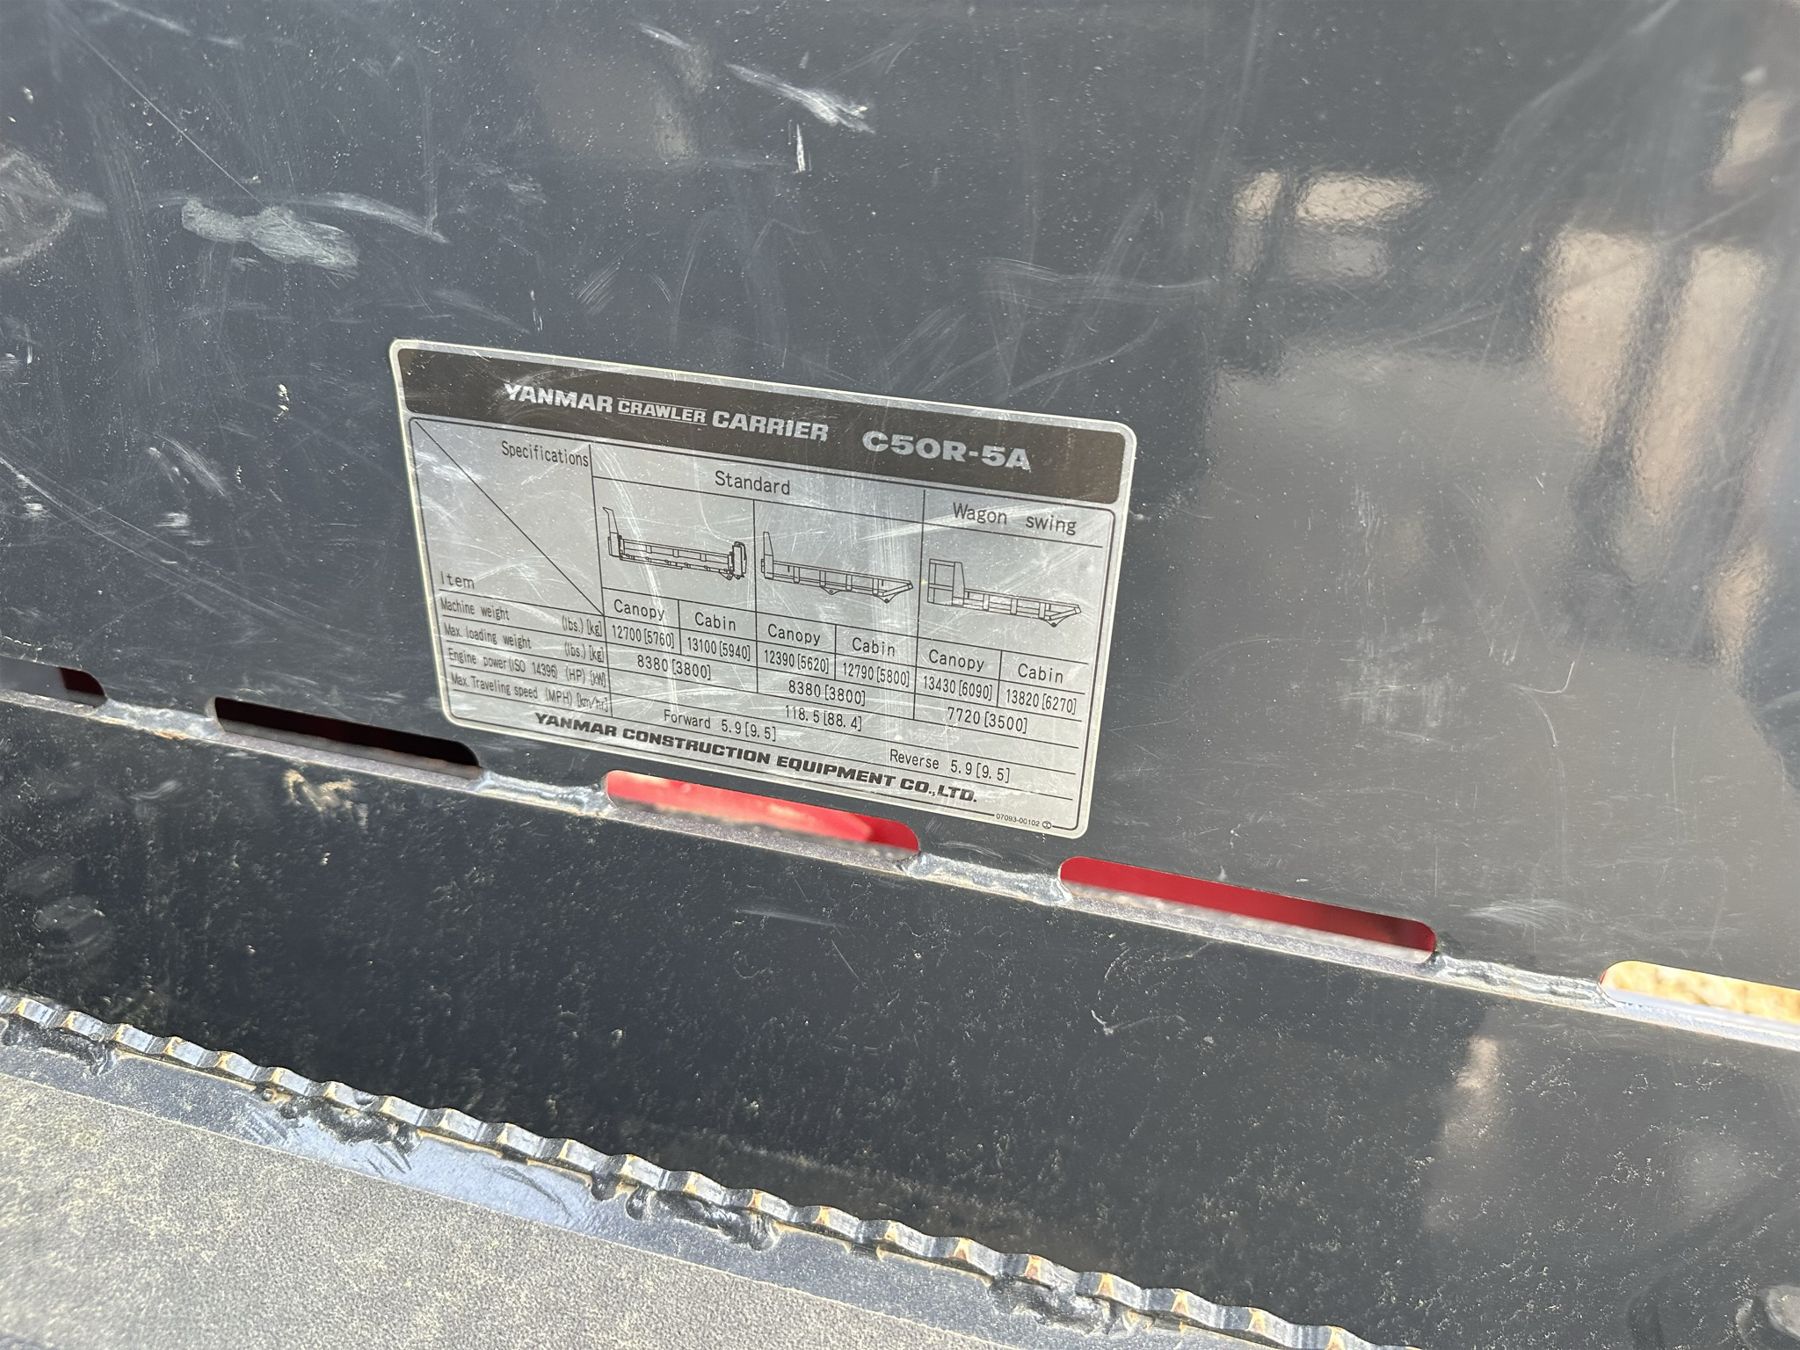 YANMAR CRAWLER CARRIER C50R-5A
Specifications Standard Wagon swing
Item Canopy Cabin Canopy Cabin Canopy Cabin
Machine weight (lbs.) [kg] 12700[5760] 13100[5940] 12390[5620] 12790[5800] 13430[6090] 13820[6270]
Max. loading weight (lbs.) [kg] 8380[3800] 8380[3800] 7720[3500]
Engine power(ISO 14396) (HP) [kW] 118.5[88.4]
Max. Traveling speed (MPH) [km/hr] Forward 5.9[9.5] Reverse 5.9[9.5]
YANMAR CONSTRUCTION EQUIPMENT CO.,LTD.
07093-00102